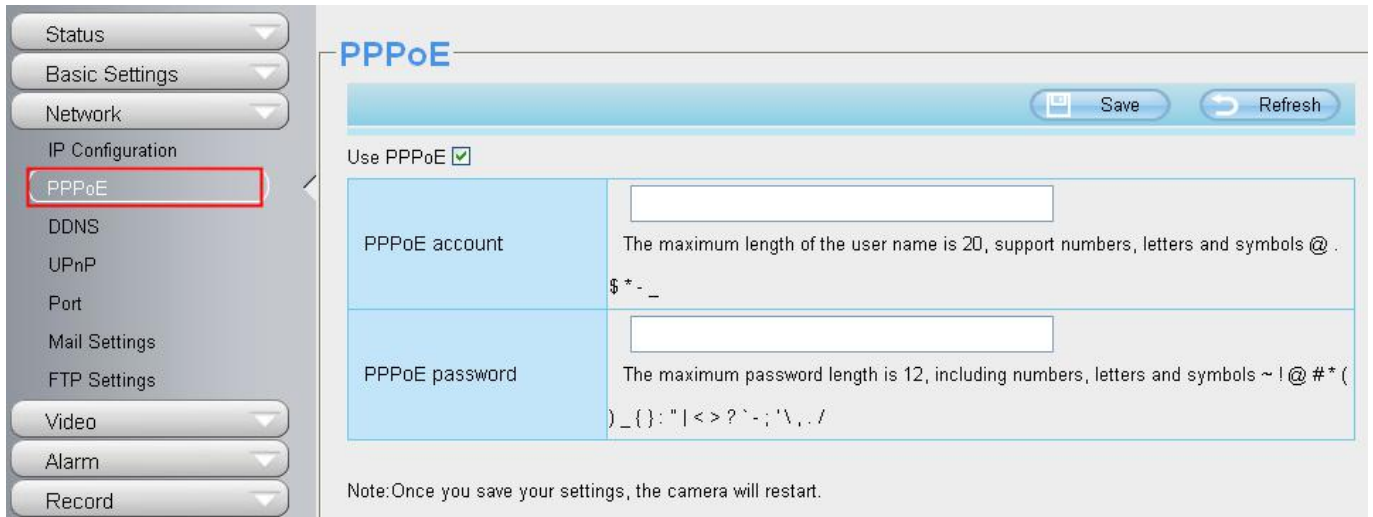 Status
Basic Settings
Network
IP Configuration
PPPoE
DDNS
UPnP
Port
Mail Settings
FTP Settings
Video
Alarm
Record
PPPoE
Save
Refresh
Use PPPoE
PPPoE account
The maximum length of the user name is 20, support numbers, letters and symbols @ .
$ * - _
PPPoE password
The maximum password length is 12, including numbers, letters and symbols ~ ! @ # * (
) _ { } : " | < > ? ` - ; ' \ , . /
Note:Once you save your settings, the camera will restart.